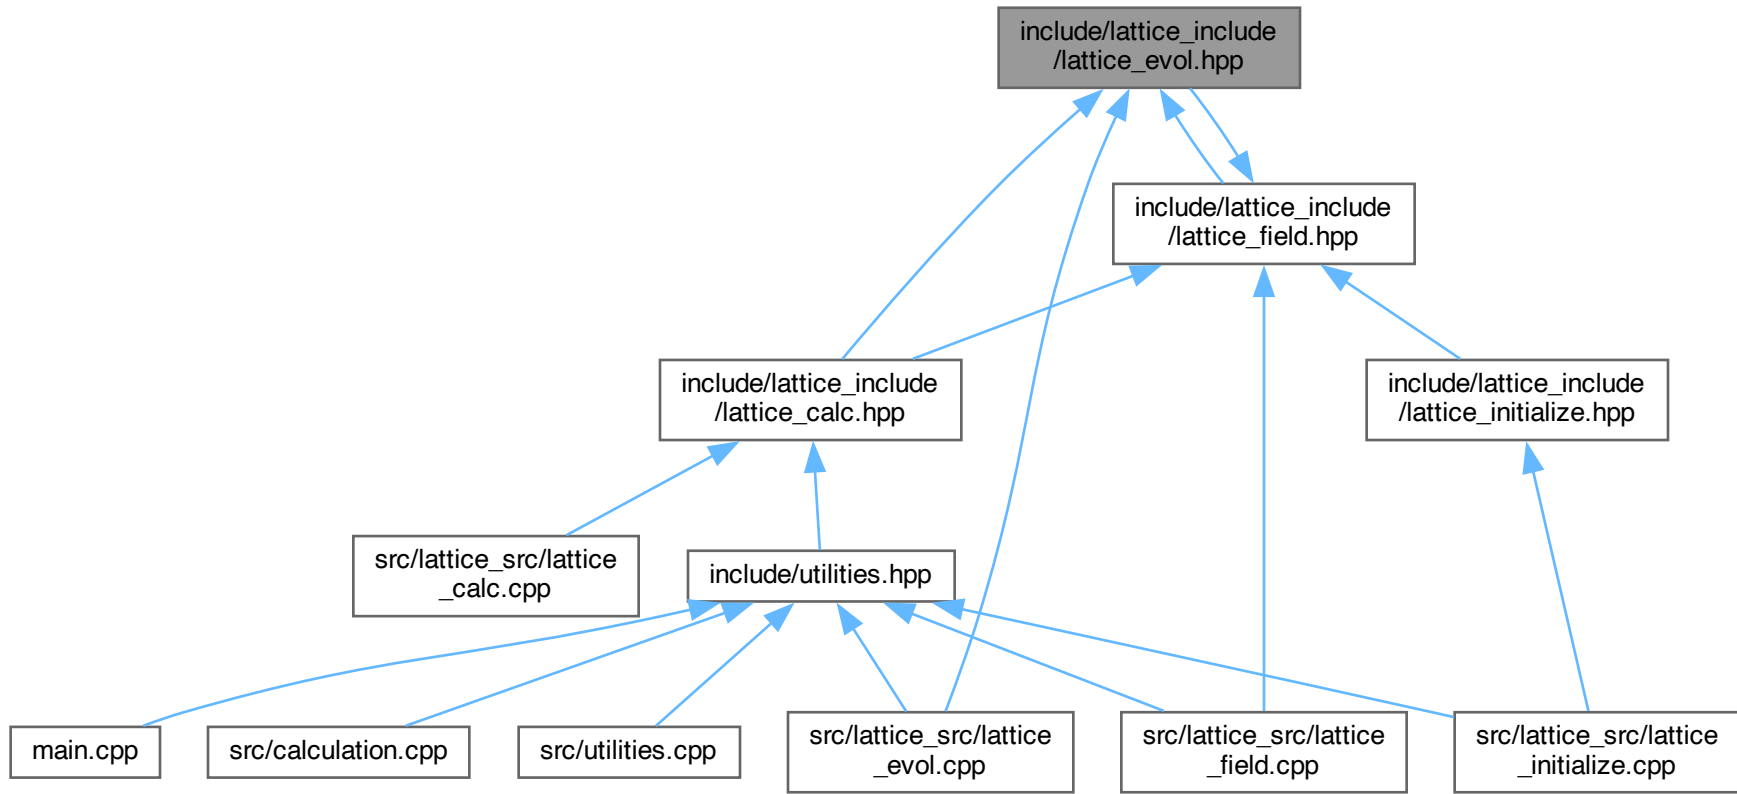 include/lattice_include
/lattice_evol.hpp
include/lattice_include
/lattice_field.hpp
include/lattice_include
/lattice_calc.hpp
include/lattice_include
/lattice_initialize.hpp
src/lattice_src/lattice
_calc.cpp
include/utilities.hpp
main.cpp
src/calculation.cpp
src/utilities.cpp
src/lattice_src/lattice
_evol.cpp
src/lattice_src/lattice
_field.cpp
src/lattice_src/lattice
_initialize.cpp